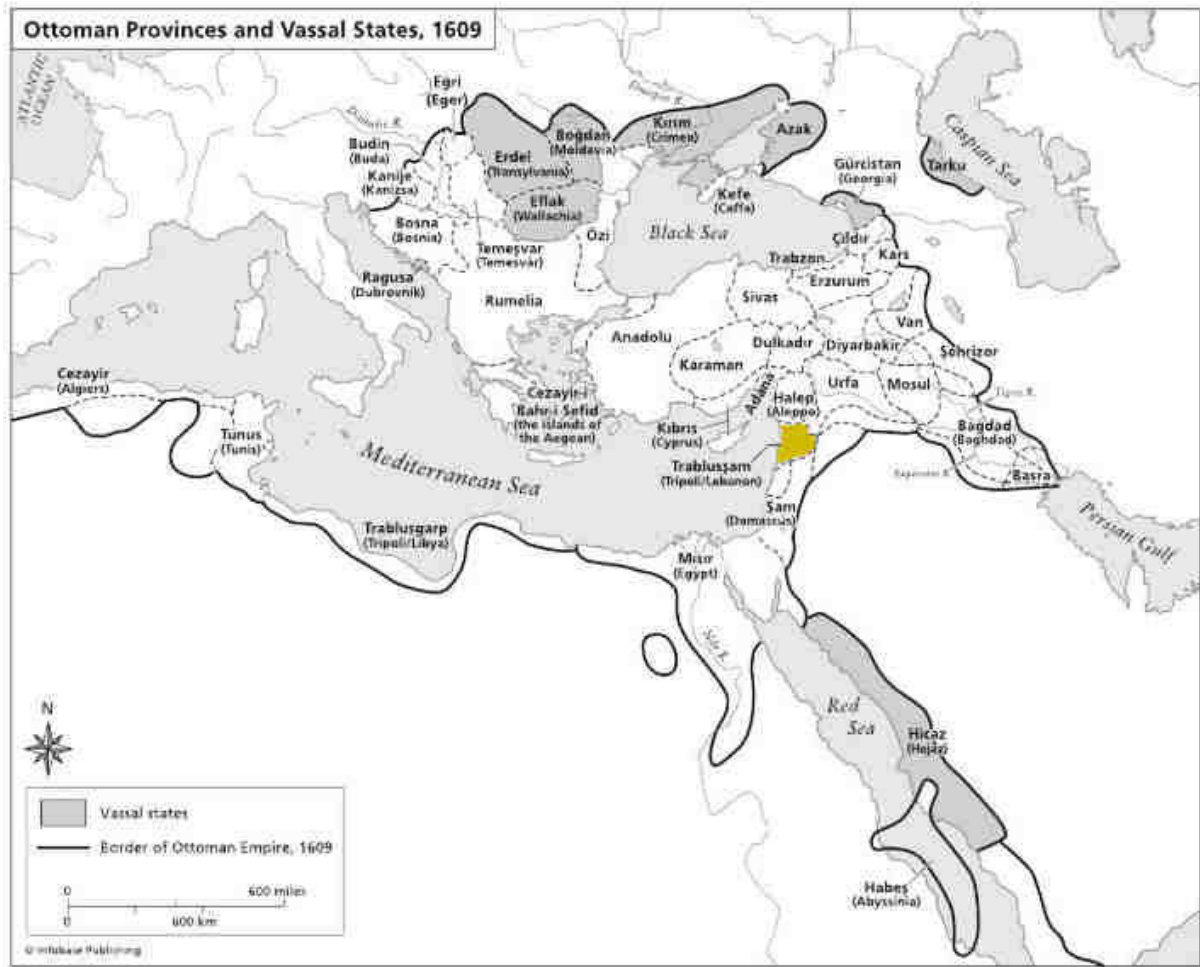 Ottoman Provinces and Vassal States, 1609
ATLANTIC
OCEAN
Egri
(Eger)
Danube R.
Budin
(Buda)
Kanije
(Kanizsa)
Bosna
(Bosnia)
Ragusa
(Dubrovnik)
Erdel
(Transylvania)
Bogdan
(Moldavia)
Eflak
(Wallachia)
Temeşvar
(Temesvár)
Özi
Rumelia
Kırım
(Crimea)
Azak
Kefe
(Caffa)
Black Sea
Gürcistan
(Georgia)
Tarku
Caspian Sea
Çıldır
Kars
Trabzon
Erzurum
Sivas
Van
Anadolu
Dulkadır
Diyarbakir
Şehrizor
Karaman
Urfa
Mosul
Tigris R.
Adana
Halep
(Aleppo)
Bagdad
(Baghdad)
Euphrates R.
Basra
Persian Gulf
Cezayir
(Algiers)
Tunus
(Tunis)
Cezayir-i
Bahr-i Sefid
(the islands of
the Aegean)
Kıbrıs
(Cyprus)
Trablusşam
(Tripoli/Lebanon)
Şam
(Damascus)
Mediterranean Sea
Trablusgarp
(Tripoli/Libya)
Mısır
(Egypt)
Nile R.
Red
Sea
Hicaz
(Hejaz)
Habeş
(Abyssinia)
N
Vassal states
Border of Ottoman Empire, 1609
0 600 miles
0 600 km
© Infobase Publishing